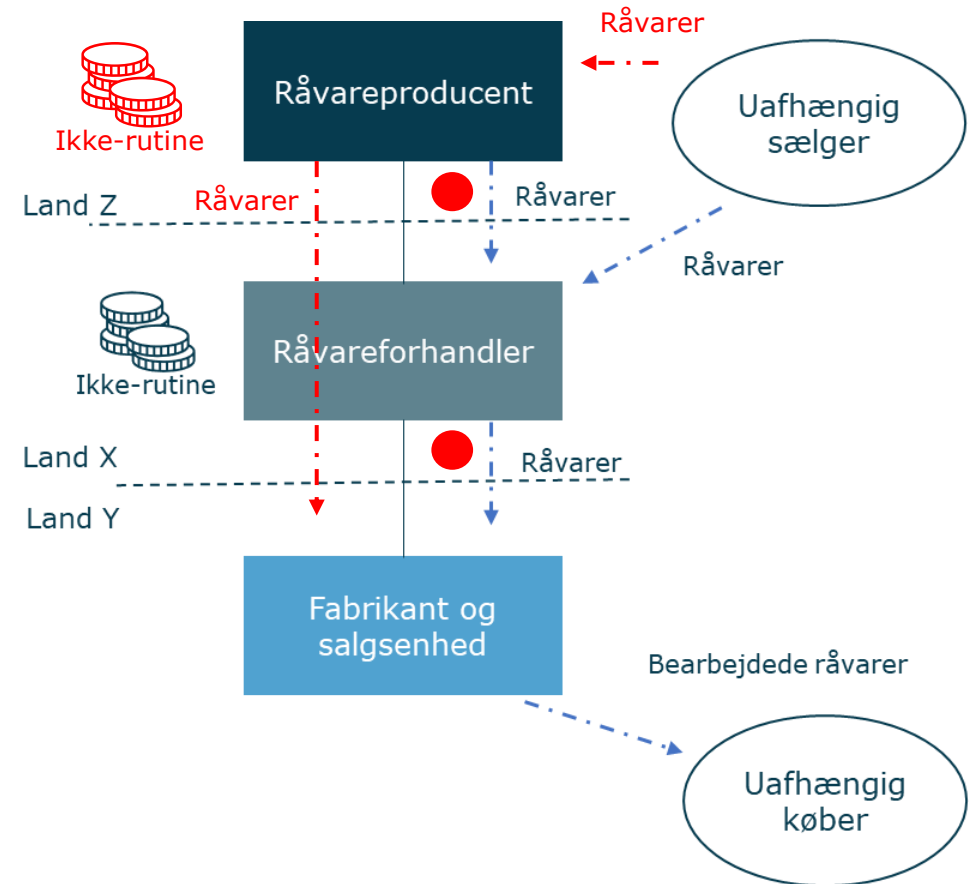 Råvarer
Råvareproducent
Uafhængig
sælger
Ikke-rutine
Land Z
Råvarer
Råvarer
Råvarer
Råvareforhandler
Ikke-rutine
Land X
Råvarer
Land Y
Fabrikant og
salgsenhed
Bearbejdede råvarer
Uafhængig
køber